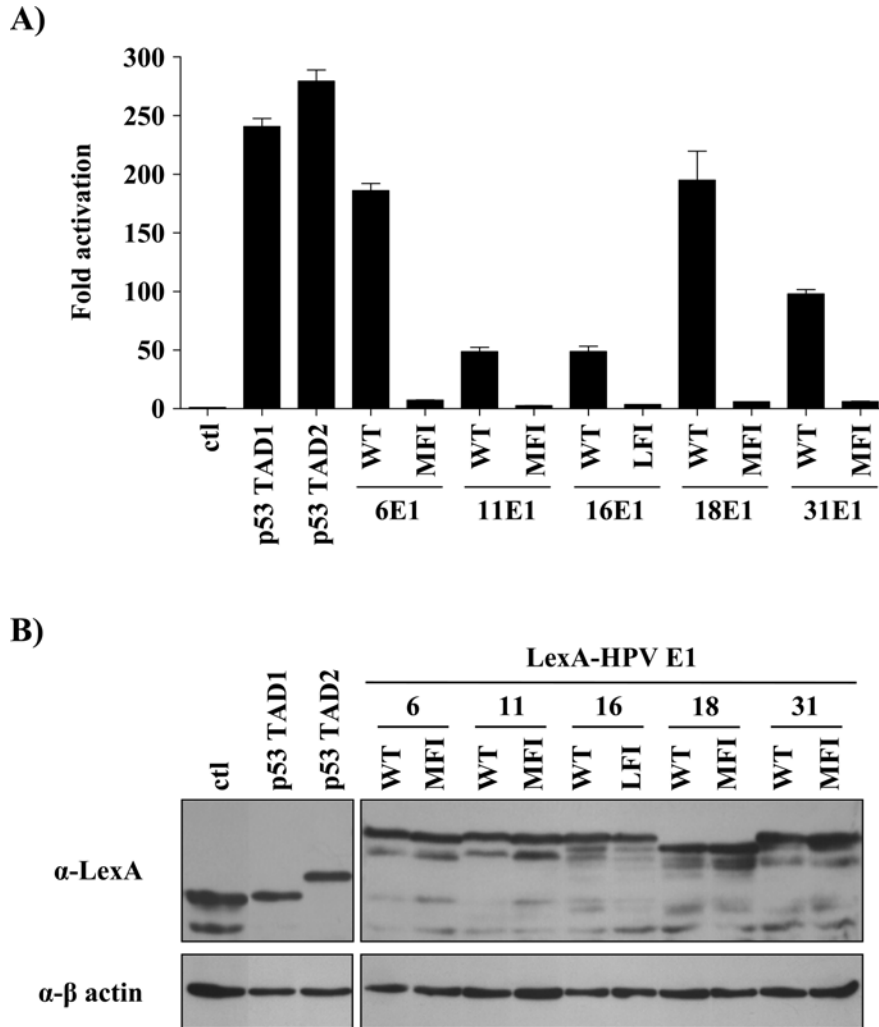 A)
Fold activation
300
250
200
150
100
50
0
ctl
p53 TAD1
p53 TAD2
WT
MFI
WT
MFI
WT
LFI
WT
MFI
WT
MFI
6E1
11E1
16E1
18E1
31E1
B)
LexA-HPV E1
6
11
16
18
31
ctl
p53 TAD1
p53 TAD2
WT
MFI
WT
MFI
WT
LFI
WT
MFI
WT
MFI
α-LexA
α-β actin